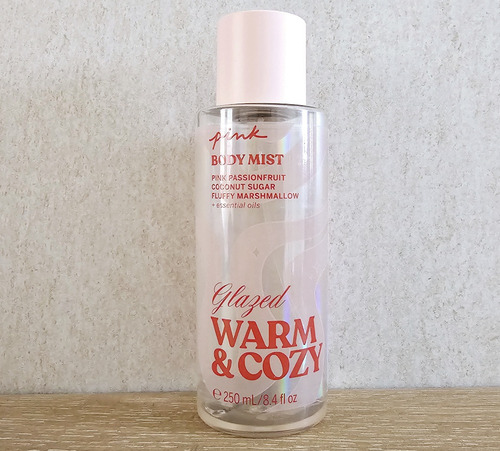 pink
BODY MIST
PINK PASSIONFRUIT
COCONUT SUGAR
FLUFFY MARSHMALLOW
+ essential oils
Glazed
WARM
& COZY
℮ 250 mL/8.4 fl oz